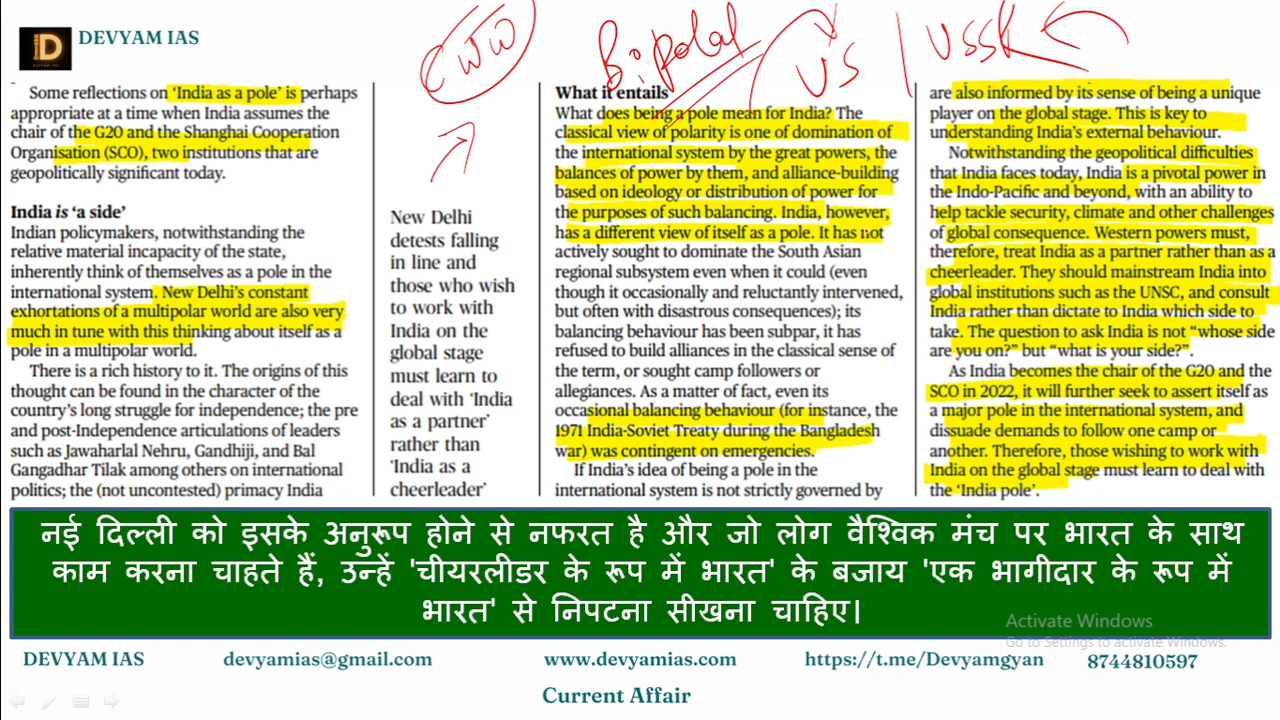 DEVYAM IAS
Bi:polal
US / USSR
Some reflections on ‘India as a pole’ is perhaps
appropriate at a time when India assumes the
chair of the G20 and the Shanghai Cooperation
Organisation (SCO), two institutions that are
geopolitically significant today.
India is ‘a side’
Indian policymakers, notwithstanding the
relative material incapacity of the state,
inherently think of themselves as a pole in the
international system. New Delhi’s constant
exhortations of a multipolar world are also very
much in tune with this thinking about itself as a
pole in a multipolar world.
There is a rich history to it. The origins of this
thought can be found in the character of the
country’s long struggle for independence; the pre
and post-Independence articulations of leaders
such as Jawaharlal Nehru, Gandhiji, and Bal
Gangadhar Tilak among others on international
politics; the (not uncontested) primacy India
New Delhi
detests falling
in line and
those who wish
to work with
India on the
global stage
must learn to
deal with ‘India
as a partner’
rather than
‘India as a
cheerleader’
What it entails
What does being a pole mean for India? The
classical view of polarity is one of domination of
the international system by the great powers, the
balances of power by them, and alliance-building
based on ideology or distribution of power for
the purposes of such balancing. India, however,
has a different view of itself as a pole. It has not
actively sought to dominate the South Asian
regional subsystem even when it could (even
though it occasionally and reluctantly intervened,
but often with disastrous consequences); its
balancing behaviour has been subpar, it has
refused to build alliances in the classical sense of
the term, or sought camp followers or
allegiances. As a matter of fact, even its
occasional balancing behaviour (for instance, the
1971 India-Soviet Treaty during the Bangladesh
war) was contingent on emergencies.
If India’s idea of being a pole in the
international system is not strictly governed by
are also informed by its sense of being a unique
player on the global stage. This is key to
understanding India’s external behaviour.
Notwithstanding the geopolitical difficulties
that India faces today, India is a pivotal power in
the Indo-Pacific and beyond, with an ability to
help tackle security, climate and other challenges
of global consequence. Western powers must,
therefore, treat India as a partner rather than as a
cheerleader. They should mainstream India into
global institutions such as the UNSC, and consult
India rather than dictate to India which side to
take. The question to ask India is not “whose side
are you on?” but “what is your side?”.
As India becomes the chair of the G20 and the
SCO in 2022, it will further seek to assert itself as
a major pole in the international system, and
dissuade demands to follow one camp or
another. Therefore, those wishing to work with
India on the global stage must learn to deal with
the ‘India pole’.
नई दिल्ली को इसके अनुरूप होने से नफरत है और जो लोग वैश्विक मंच पर भारत के साथ
काम करना चाहते हैं, उन्हें 'चीयरलीडर के रूप में भारत' के बजाय 'एक भागीदार के रूप में
भारत' से निपटना सीखना चाहिए।
Activate Windows
Go to Settings to activate Windows.
DEVYAM IAS devyamias@gmail.com www.devyamias.com https://t.me/Devyamgyan 8744810597
Current Affair